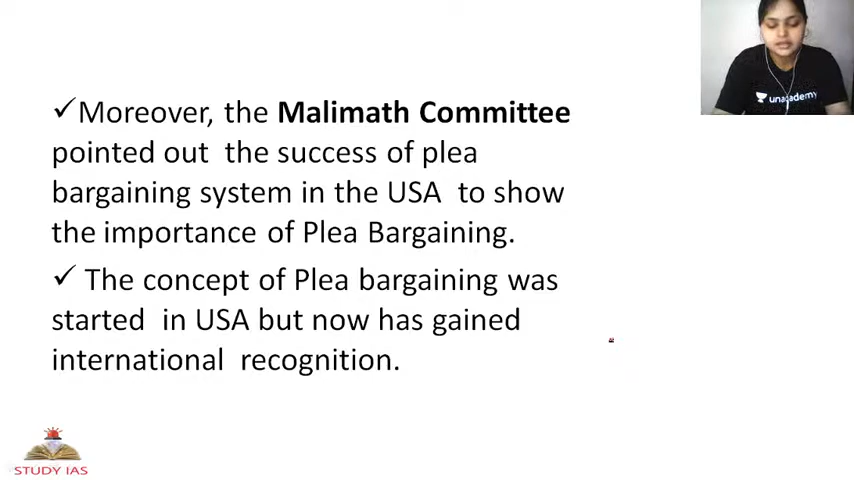 ✓Moreover, the Malimath Committee
pointed out the success of plea
bargaining system in the USA to show
the importance of Plea Bargaining.
✓ The concept of Plea bargaining was
started in USA but now has gained
international recognition.
unacademy
STUDY IAS